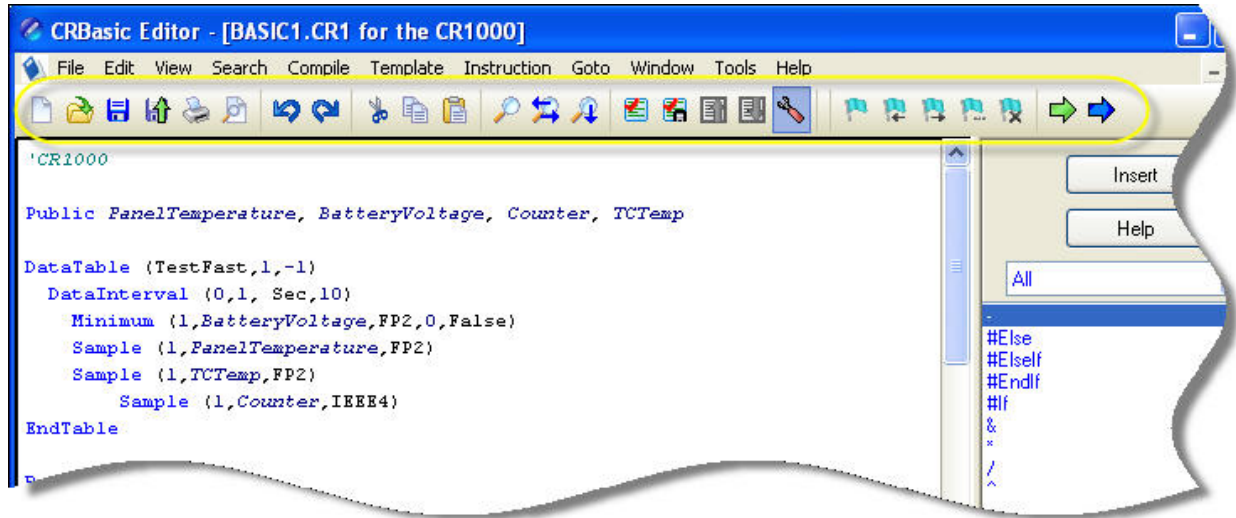 CRBasic Editor - [BASIC1.CR1 for the CR1000]
File Edit View Search Compile Template Instruction Goto Window Tools Help
'CR1000
Public PanelTemperature, BatteryVoltage, Counter, TCTemp
DataTable (TestFast,1,-1)
DataInterval (0,1, Sec,10)
Minimum (1,BatteryVoltage,FP2,0,False)
Sample (1,PanelTemperature,FP2)
Sample (1,TCTemp,FP2)
Sample (1,Counter,IEEE4)
EndTable
Insert
Help
All
-
#Else
#ElseIf
#EndIf
#If
&
*
/
^